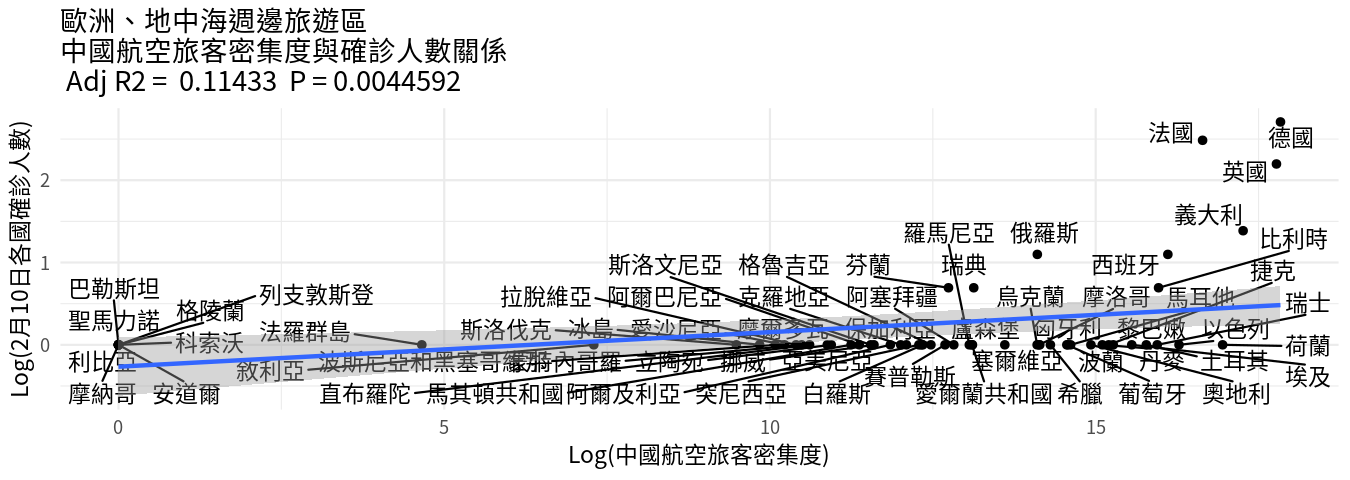 歐洲、地中海週邊旅遊區
中國航空旅客密集度與確診人數關係
Adj R2 = 0.11433 P = 0.0044592
Log(2月10日各國確診人數)
2
1
0
法國
德國
英國
義大利
羅馬尼亞
俄羅斯
比利時
斯洛文尼亞
格魯吉亞
芬蘭
瑞典
西班牙
捷克
巴勒斯坦
格陵蘭
列支敦斯登
拉脫維亞
阿爾巴尼亞
克羅地亞
阿塞拜疆
烏克蘭
摩洛哥
馬耳他
瑞士
聖馬力諾
科索沃
法羅群島
斯洛伐克
冰島
愛沙尼亞
保加利亞
盧森堡
匈牙利
黎巴嫩
以色列
荷蘭
利比亞
敘利亞
波斯尼亞和黑塞哥維那
立陶宛
挪威
亞美尼亞
賽普勒斯
塞爾維亞
波蘭
丹麥
土耳其
埃及
摩納哥
安道爾
直布羅陀
馬其頓共和國
阿爾及利亞
突尼西亞
白羅斯
愛爾蘭共和國
希臘
葡萄牙
奧地利
0
5
10
15
Log(中國航空旅客密集度)